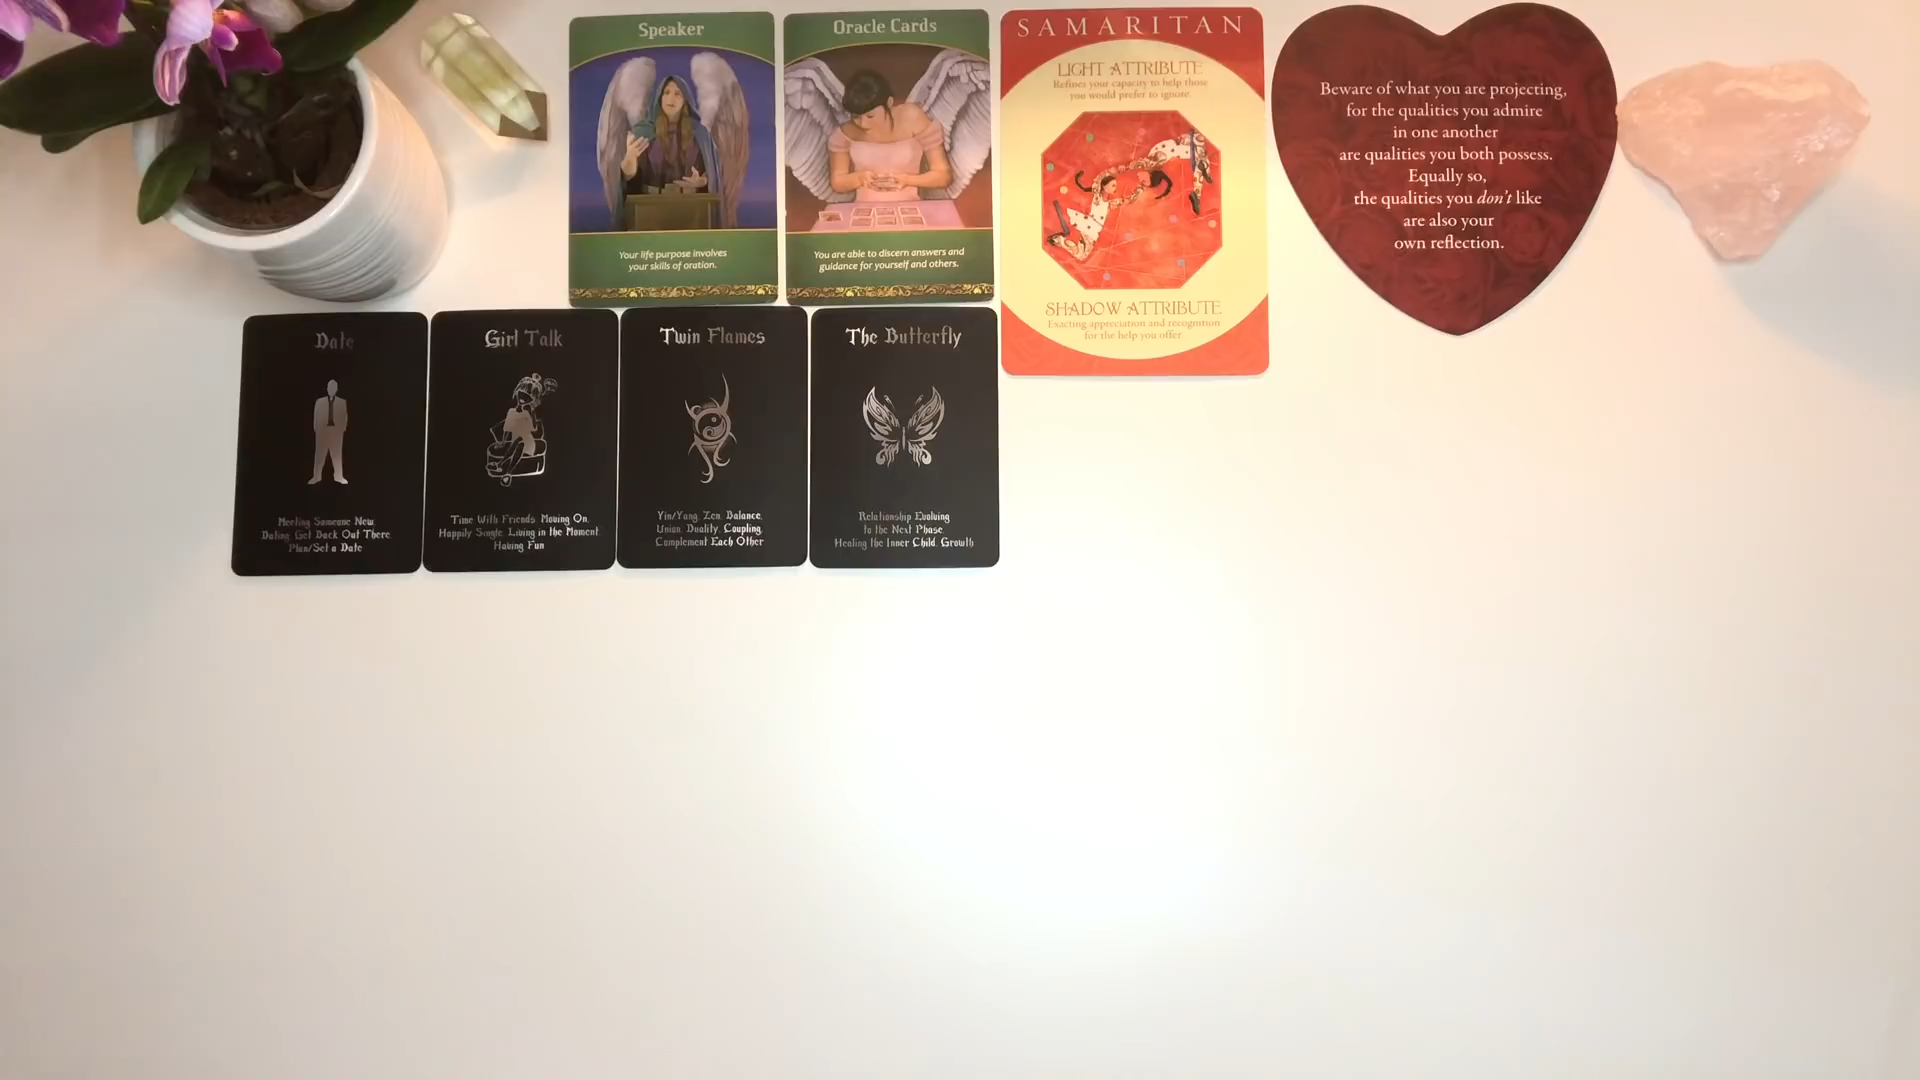 Speaker
Your life purpose involves
your skills of oration.
Oracle Cards
You are able to discern answers and
guidance for yourself and others.
SAMARITAN
LIGHT ATTRIBUTE
Refines your capacity to help those
you would prefer to ignore.
SHADOW ATTRIBUTE
Exacting appreciation and recognition
for the help you offer
Beware of what you are projecting,
for the qualities you admire
in one another
are qualities you both possess.
Equally so,
the qualities you don't like
are also your
own reflection.
Date
Meeting Someone New,
Dating, Get Back Out There,
Plan/Set a Date
Girl Talk
Time With Friends, Moving On,
Happily Single, Living in the Moment,
Having Fun
Twin Flames
Yin/Yang, Zen, Balance,
Union, Duality, Coupling,
Complement Each Other
The Butterfly
Relationship Evolving
to the Next Phase,
Healing the Inner Child, Growth